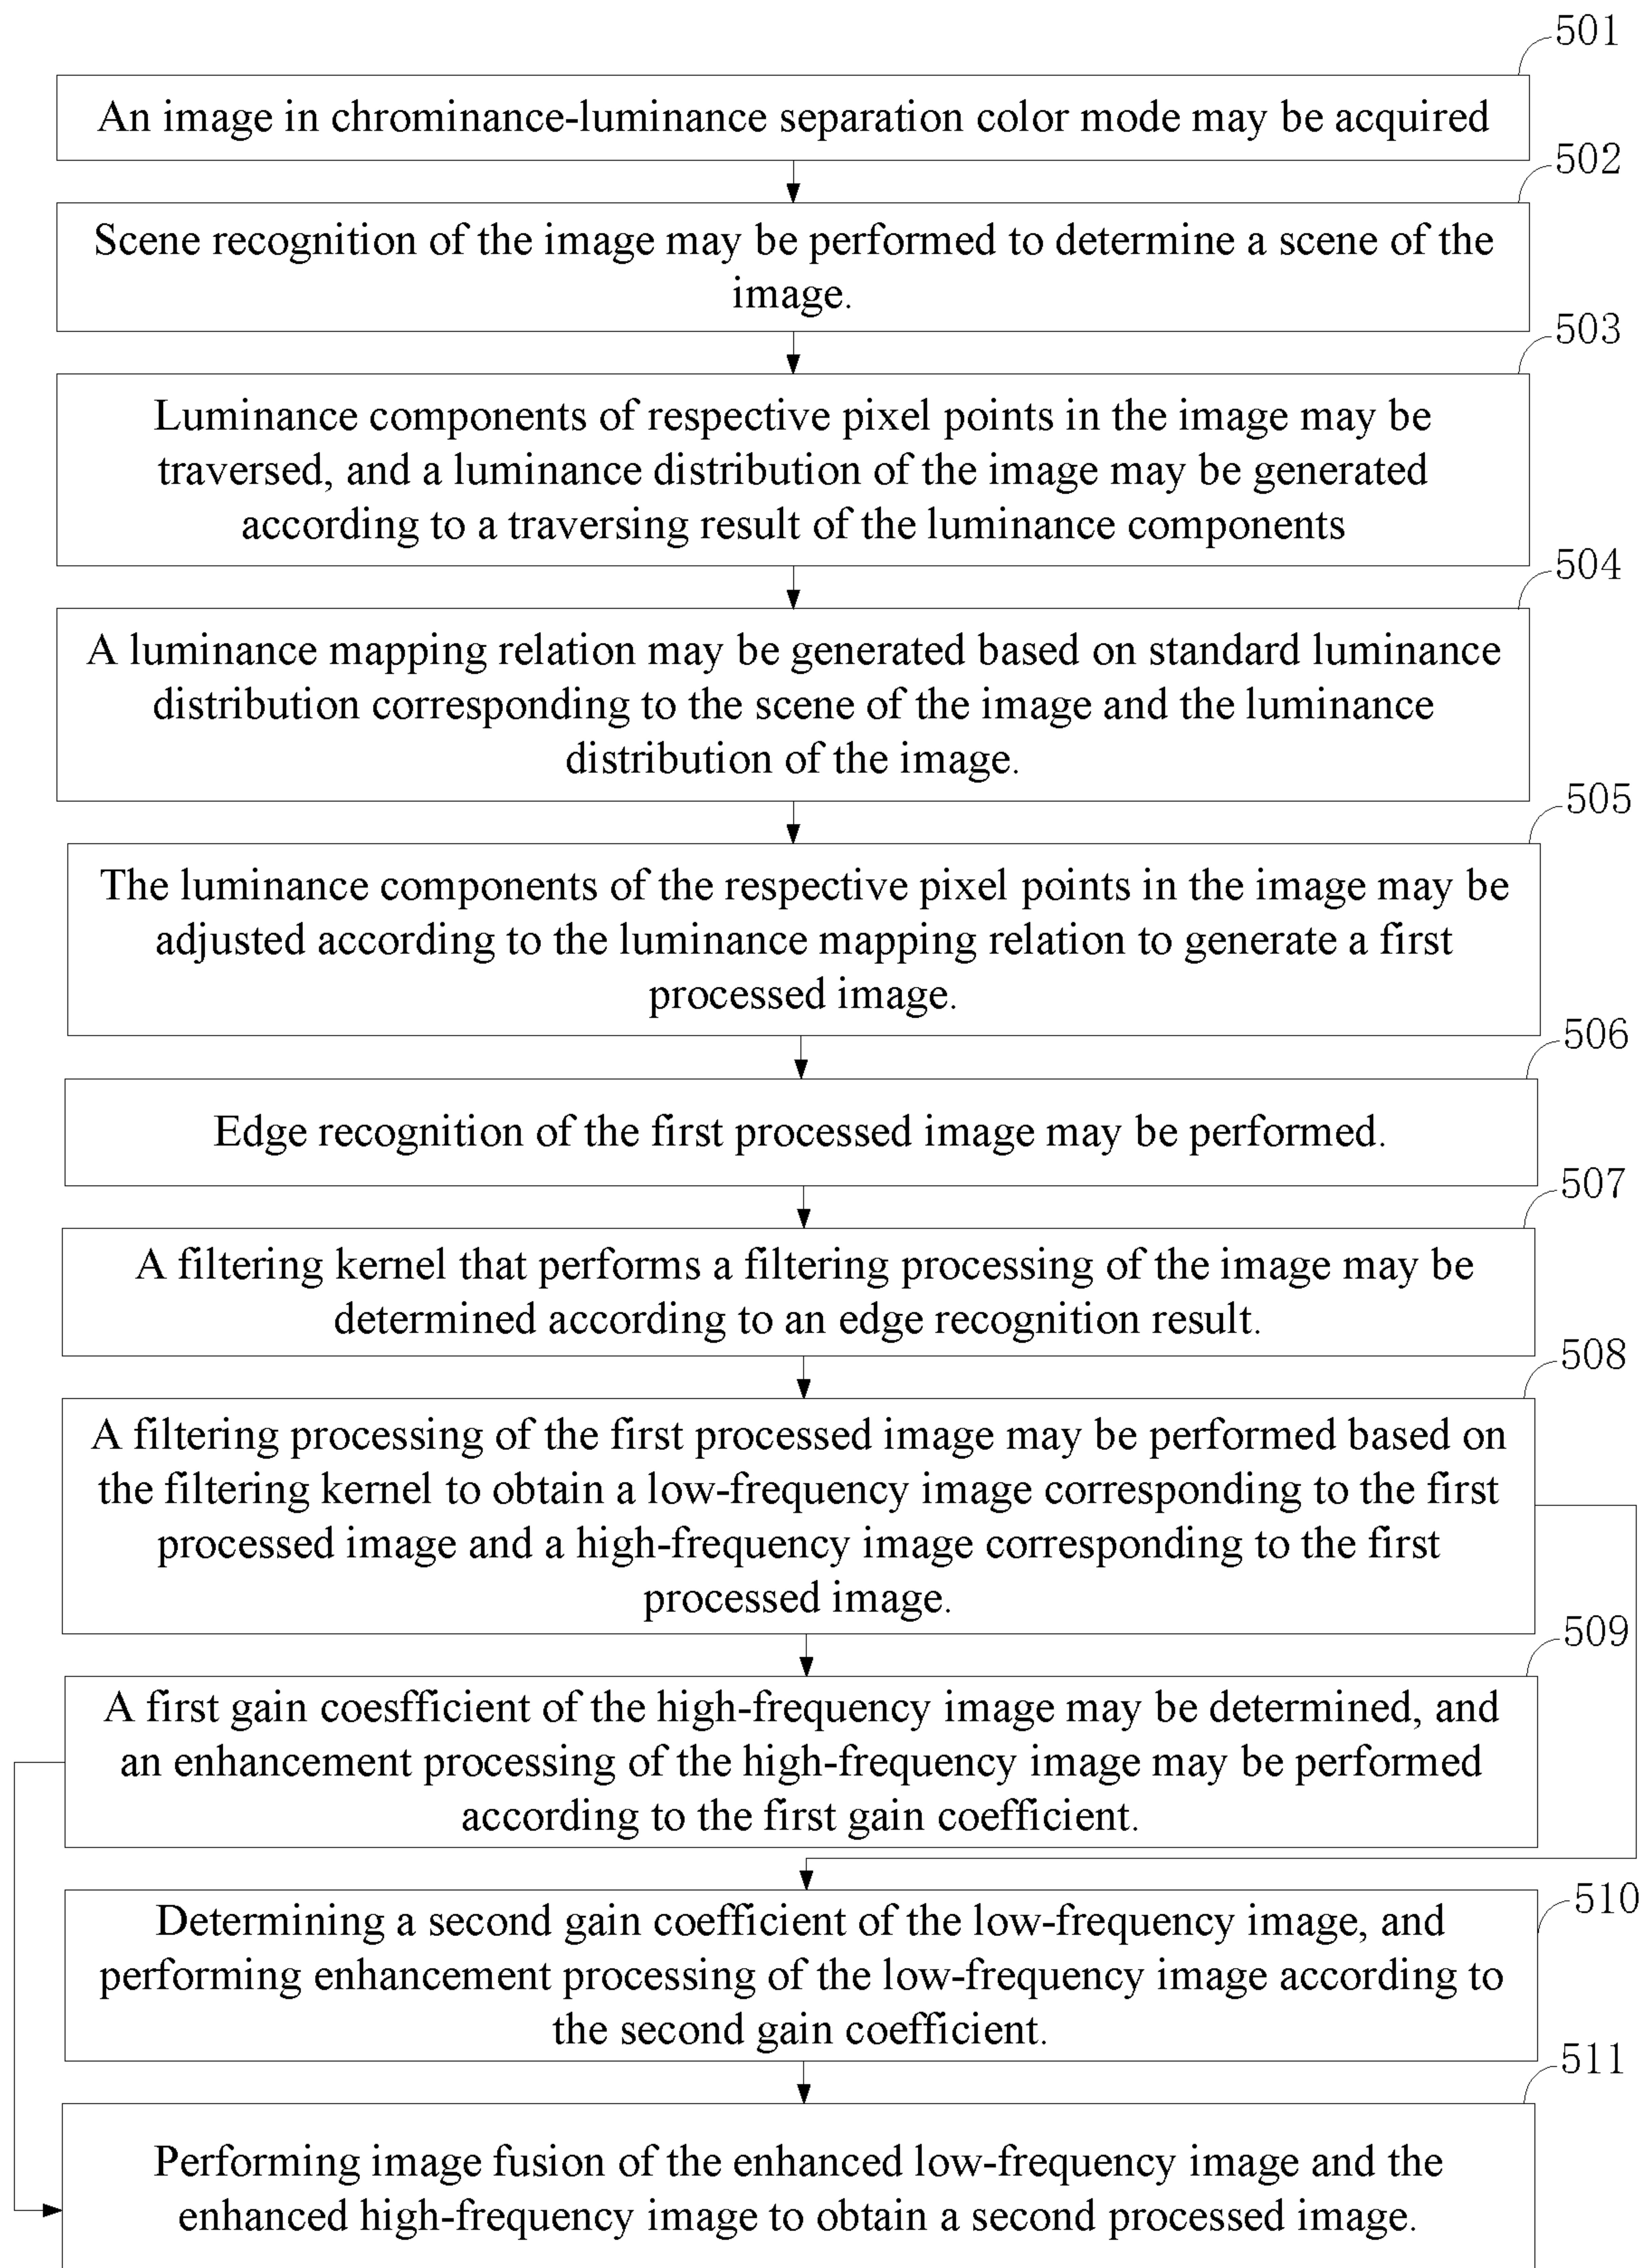 501
An image in chrominance-luminance separation color mode may be acquired
502
Scene recognition of the image may be performed to determine a scene of the
image.
503
Luminance components of respective pixel points in the image may be
traversed, and a luminance distribution of the image may be generated
according to a traversing result of the luminance components
504
A luminance mapping relation may be generated based on standard luminance
distribution corresponding to the scene of the image and the luminance
distribution of the image.
505
The luminance components of the respective pixel points in the image may be
adjusted according to the luminance mapping relation to generate a first
processed image.
506
Edge recognition of the first processed image may be performed.
507
A filtering kernel that performs a filtering processing of the image may be
determined according to an edge recognition result.
508
A filtering processing of the first processed image may be performed based on
the filtering kernel to obtain a low-frequency image corresponding to the first
processed image and a high-frequency image corresponding to the first
processed image.
509
A first gain coesfficient of the high-frequency image may be determined, and
an enhancement processing of the high-frequency image may be performed
according to the first gain coefficient.
510
Determining a second gain coefficient of the low-frequency image, and
performing enhancement processing of the low-frequency image according to
the second gain coefficient.
511
Performing image fusion of the enhanced low-frequency image and the
enhanced high-frequency image to obtain a second processed image.